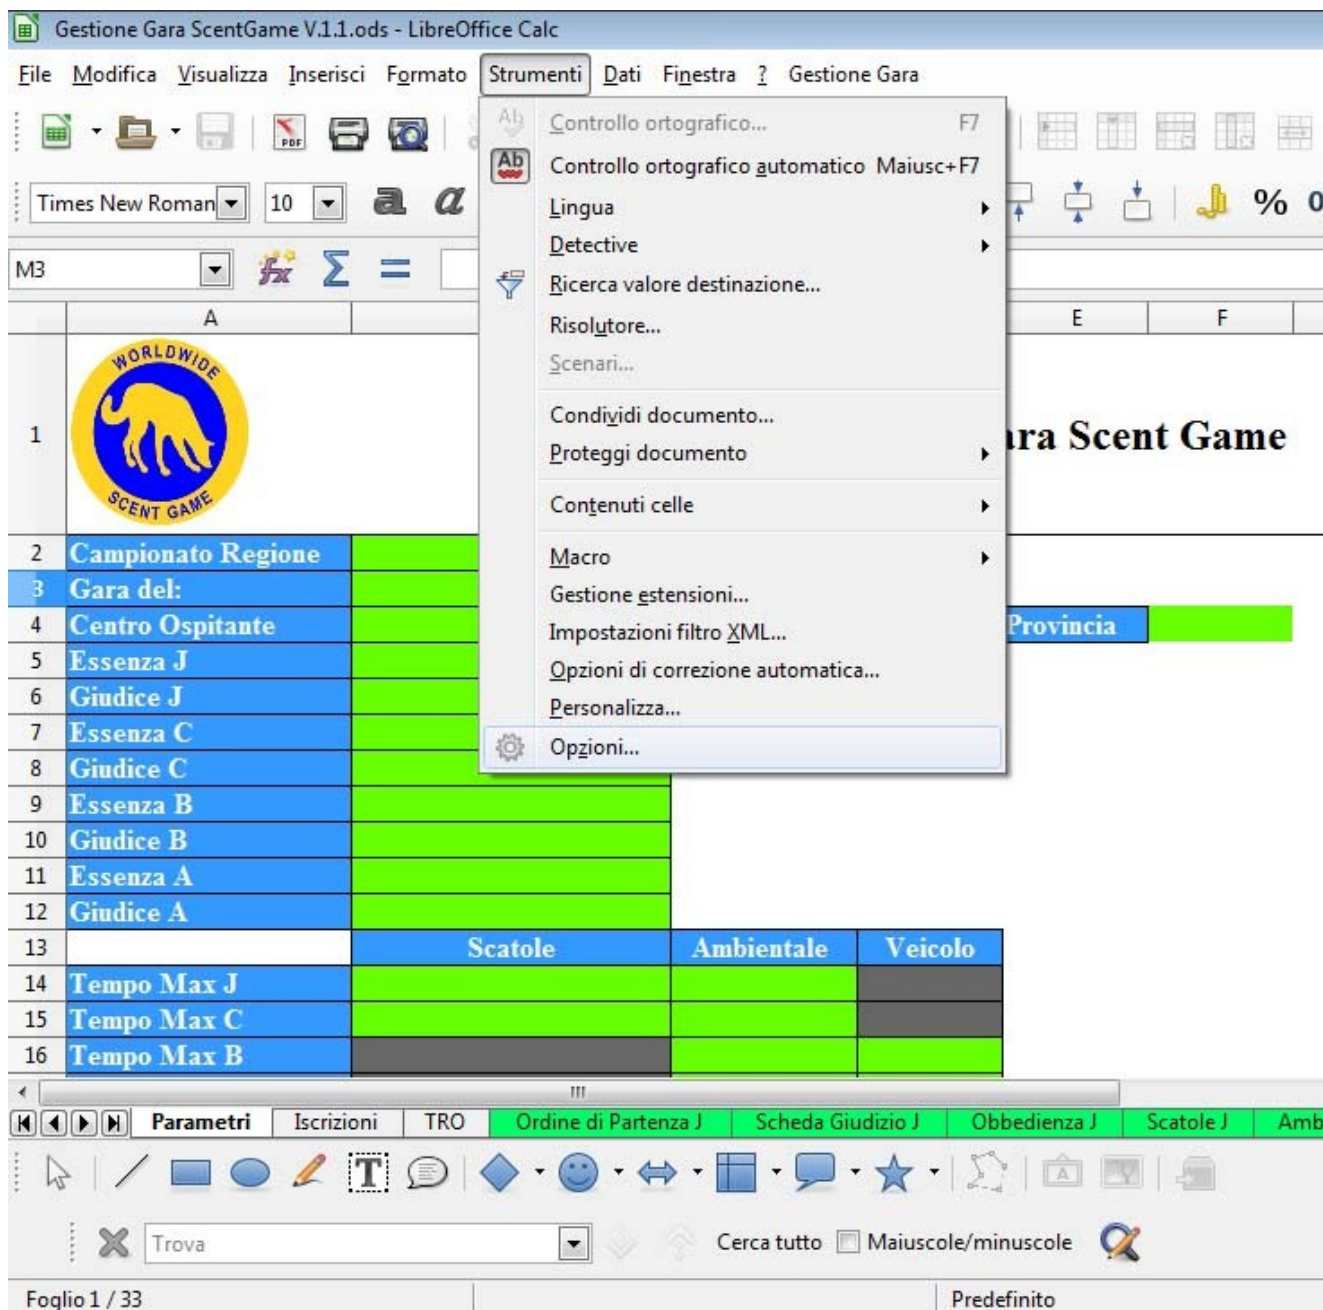 Gestione Gara ScentGame V.1.1.ods - LibreOffice Calc
File Modifica Visualizza Inserisci Formato Strumenti Dati Finestra ? Gestione Gara
Controllo ortografico... F7
PDF
Ab Controllo ortografico automatico Maiusc+F7
Times New Roman 10 a a % 0
Lingua
Detective
M3 fx Σ =
Ricerca valore destinazione...
Risolutore...
Scenari...
A E F
WORLDWIDE
SCENT GAME
Condividi documento...
1 ara Scent Game
Proteggi documento
Contenuti celle
Macro
Gestione estensioni...
Impostazioni filtro XML...
Opzioni di correzione automatica...
Personalizza...
Opzioni...
2 Campionato Regione
3 Gara del:
4 Centro Ospitante Provincia
5 Essenza J
6 Giudice J
7 Essenza C
8 Giudice C
9 Essenza B
10 Giudice B
11 Essenza A
12 Giudice A
13 Scatole Ambientale Veicolo
14 Tempo Max J
15 Tempo Max C
16 Tempo Max B
Parametri Iscrizioni TRO Ordine di Partenza J Scheda Giudizio J Obbedienza J Scatole J Amb
T A
Trova Cerca tutto Maiuscole/minuscole
Foglio 1 / 33 Predefinito